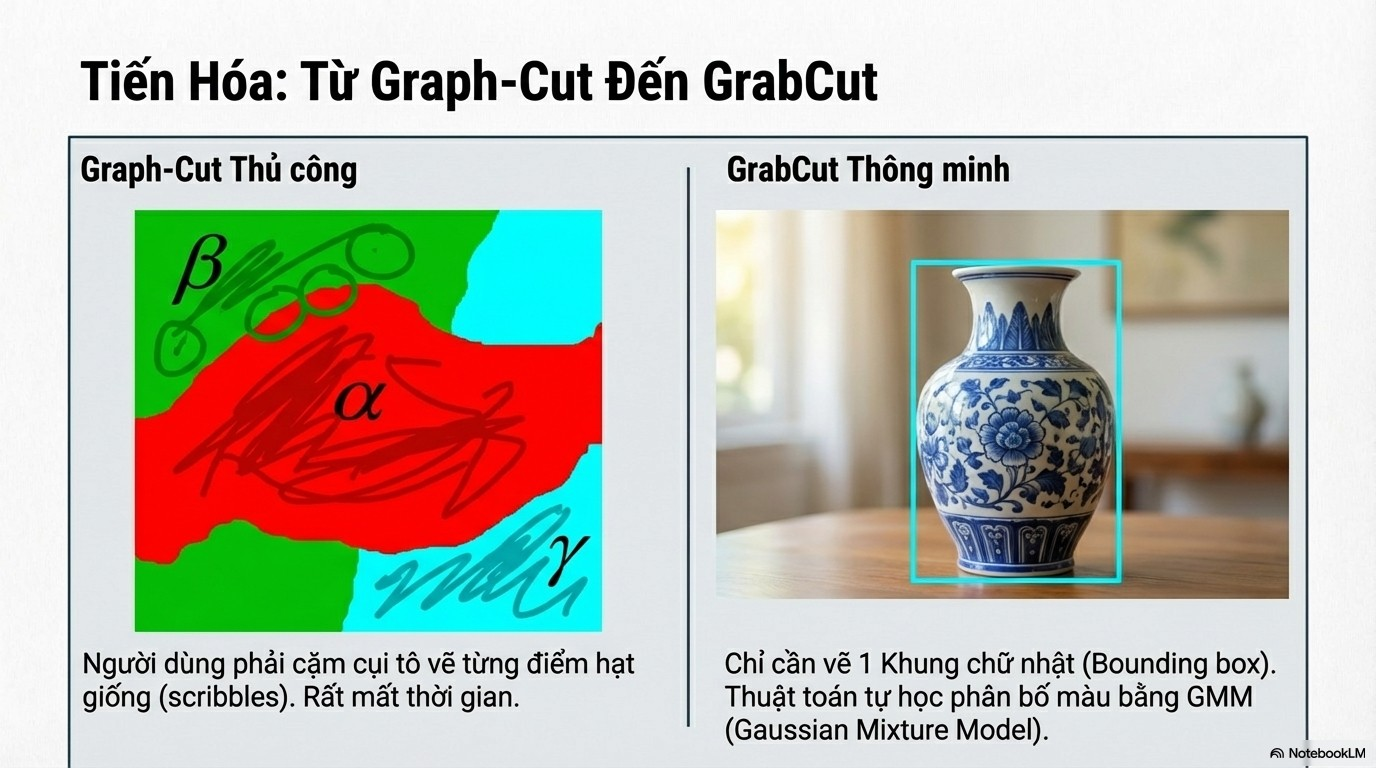 Tiến Hóa: Từ Graph-Cut Đến GrabCut
Graph-Cut Thủ công
β
α
γ
Người dùng phải cặm cụi tô vẽ từng điểm hạt
giống (scribbles). Rất mất thời gian.
GrabCut Thông minh
Chỉ cần vẽ 1 Khung chữ nhật (Bounding box).
Thuật toán tự học phân bố màu bằng GMM
(Gaussian Mixture Model).
NotebookLM